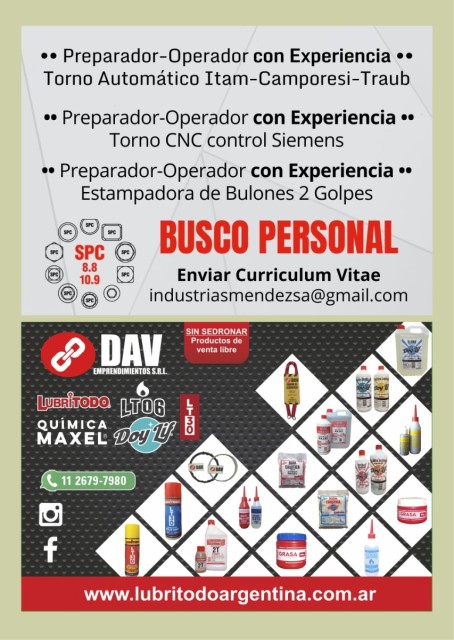 •• Preparador-Operador con Experiencia ••
Torno Automático Itam-Camporesi-Traub
•• Preparador-Operador con Experiencia ••
Torno CNC control Siemens
•• Preparador-Operador con Experiencia ••
Estampadora de Bulones 2 Golpes
SPC
8.8
10.9
BUSCO PERSONAL
Enviar Curriculum Vitae
industriasmendezsa@gmail.com
DAV
EMPRENDIMIENTOS S.R.L.
SIN SEDRONAR
Productos de
venta libre
LUBRITODO
LT06
LT30
QUÍMICA
MAXEL
Doy Lif
11 2679-7980
GRASA
GRASA
2T
www.lubritodoargentina.com.ar